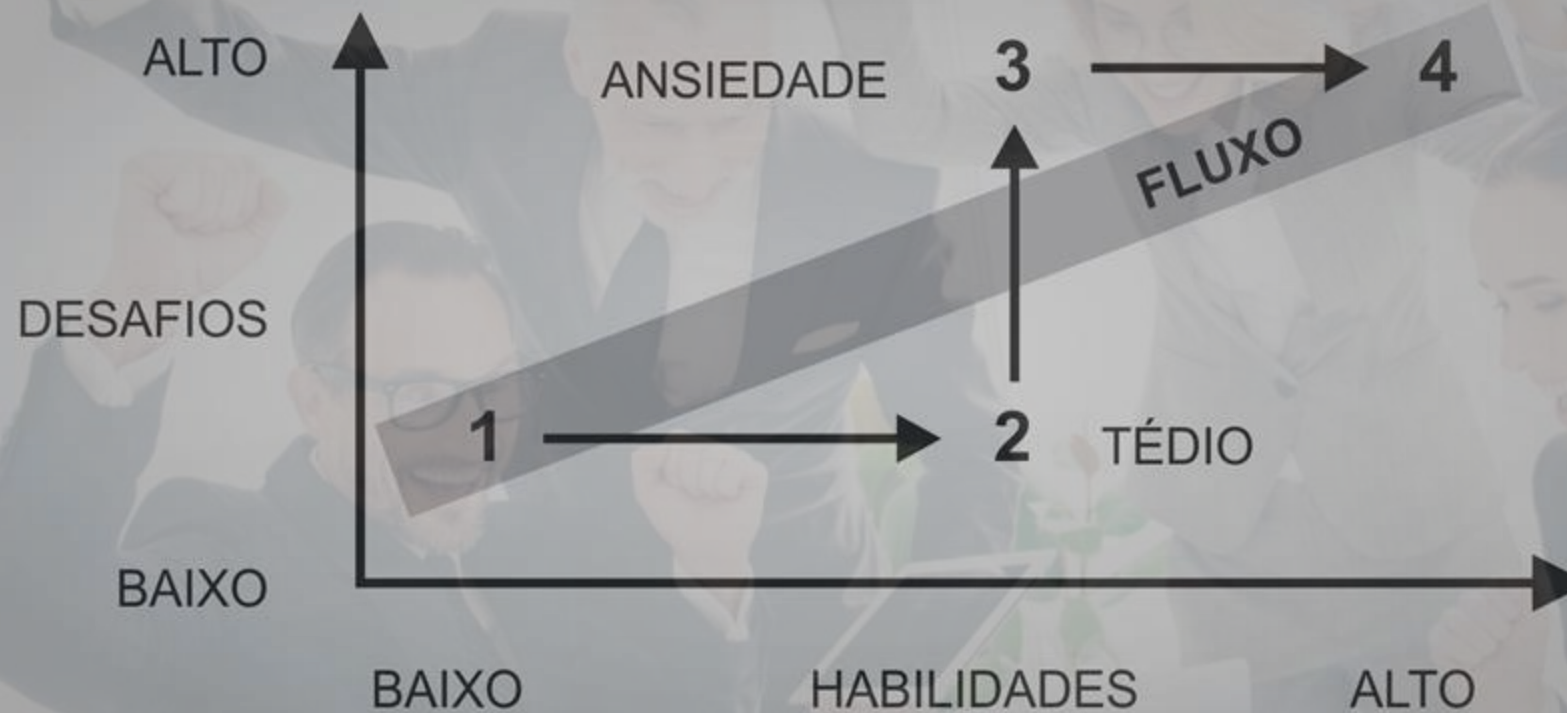 ALTO
ANSIEDADE
3
4
FLUXO
DESAFIOS
1
2
TÉDIO
BAIXO
BAIXO
HABILIDADES
ALTO